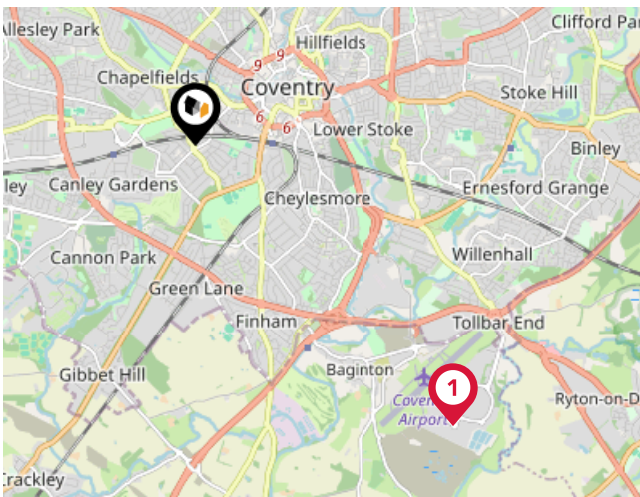 Allesley Park
Clifford Par
Hillfields
9
9
Chapelfields
Coventry
Stoke Hill
6
6
Lower Stoke
Binley
ley
Canley Gardens
Ernesford Grange
Cheylesmore
Cannon Park
Willenhall
Green Lane
Finham
Tollbar End
Baginton
Gibbet Hill
1
Coven
Airport
Ryton-on-D
Crackley